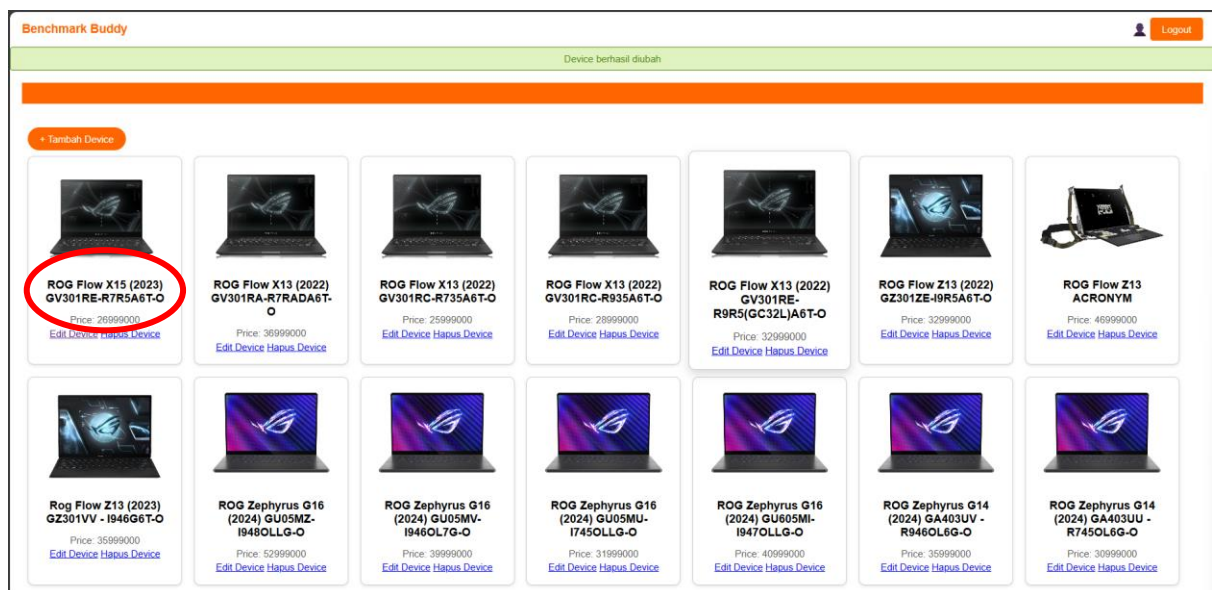 Benchmark Buddy
Logout
Device berhasil diubah
+ Tambah Device
ROG Flow X15 (2023)
GV301RE-R7R5A6T-O
Price: 26999000
Edit Device Hapus Device
ROG Flow X13 (2022)
GV301RA-R7RADA6T-
O
Price: 36999000
Edit Device Hapus Device
ROG Flow X13 (2022)
GV301RC-R735A6T-O
Price: 25999000
Edit Device Hapus Device
ROG Flow X13 (2022)
GV301RC-R935A6T-O
Price: 28999000
Edit Device Hapus Device
ROG Flow X13 (2022)
GV301RE-
R9R5(GC32L)A6T-O
Price: 32999000
Edit Device Hapus Device
ROG Flow Z13 (2022)
GZ301ZE-I9R5A6T-O
Price: 32999000
Edit Device Hapus Device
ROG Flow Z13
ACRONYM
Price: 46999000
Edit Device Hapus Device
Rog Flow Z13 (2023)
GZ301VV - I946G6T-O
Price: 35999000
Edit Device Hapus Device
ROG Zephyrus G16
(2024) GU05MZ-
I948OLLG-O
Price: 52999000
Edit Device Hapus Device
ROG Zephyrus G16
(2024) GU05MV-
I946OL7G-O
Price: 39999000
Edit Device Hapus Device
ROG Zephyrus G16
(2024) GU05MU-
I745OLLG-O
Price: 31999000
Edit Device Hapus Device
ROG Zephyrus G16
(2024) GU605MI-
I947OLLG-O
Price: 40999000
Edit Device Hapus Device
ROG Zephyrus G14
(2024) GA403UV -
R946OL6G-O
Price: 35999000
Edit Device Hapus Device
ROG Zephyrus G14
(2024) GA403UU -
R745OL6G-O
Price: 30999000
Edit Device Hapus Device